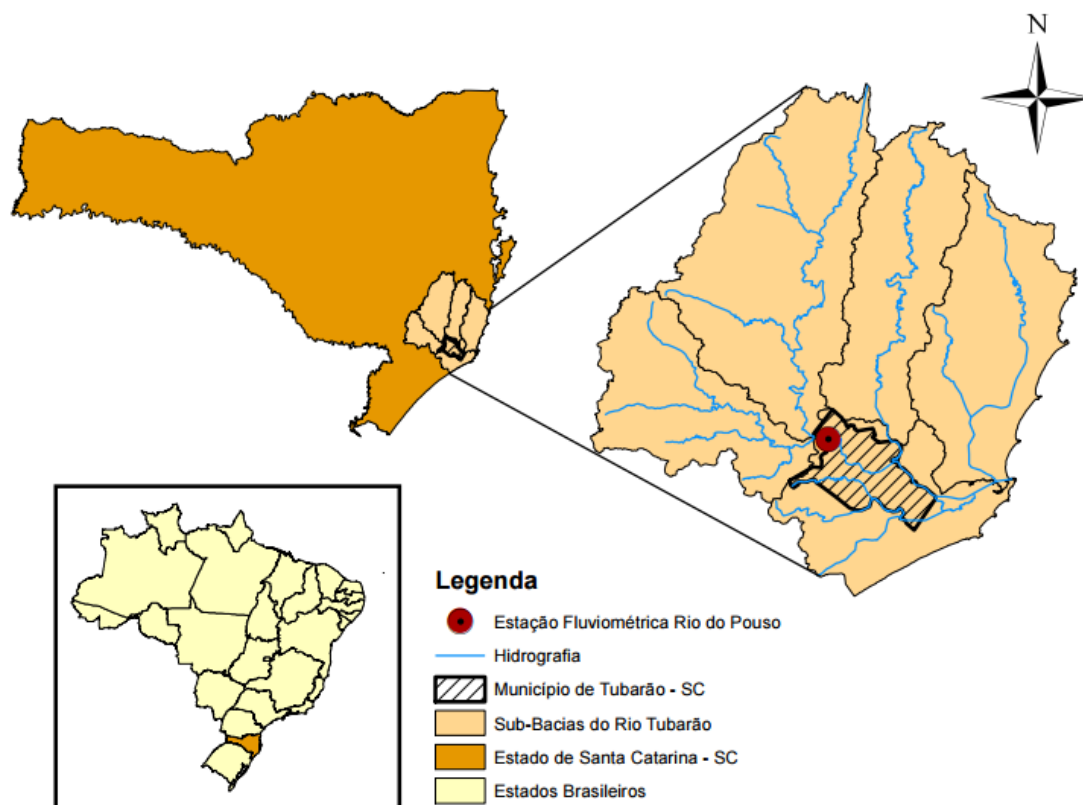 N
Legenda
Estação Fluviométrica Rio do Pouso
Hidrografia
Município de Tubarão - SC
Sub-Bacias do Rio Tubarão
Estado de Santa Catarina - SC
Estados Brasileiros